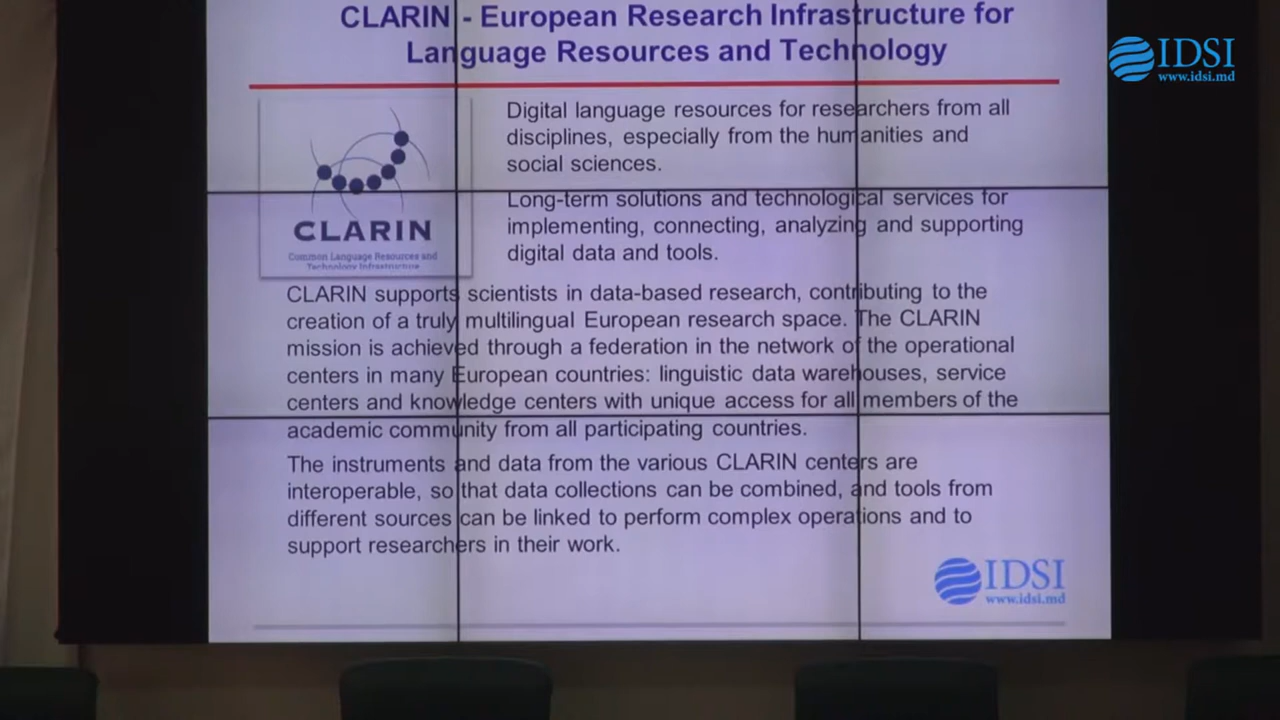 CLARIN - European Research Infrastructure for
Language Resources and Technology
IDSI
www.idsi.md
Digital language resources for researchers from all
disciplines, especially from the humanities and
social sciences.
Long-term solutions and technological services for
implementing, connecting, analyzing and supporting
digital data and tools.
CLARIN
Common Language Resources and
Technology Infrastructure
CLARIN supports scientists in data-based research, contributing to the
creation of a truly multilingual European research space. The CLARIN
mission is achieved through a federation in the network of the operational
centers in many European countries: linguistic data warehouses, service
centers and knowledge centers with unique access for all members of the
academic community from all participating countries.
The instruments and data from the various CLARIN centers are
interoperable, so that data collections can be combined, and tools from
different sources can be linked to perform complex operations and to
support researchers in their work.
IDSI
www.idsi.md